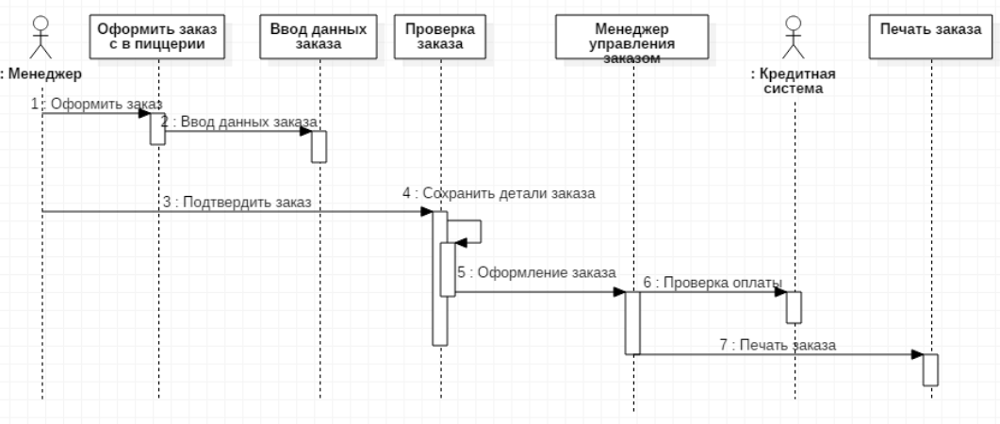 Оформить заказ
с в пиццерии
Ввод данных
заказа
Проверка
заказа
Менеджер
управления
заказом
Печать заказа
: Менеджер
: Кредитная
система
1 : Оформить заказ
2 : Ввод данных заказа
3 : Подтвердить заказ
4 : Сохранить детали заказа
5 : Оформление заказа
6 : Проверка оплаты
7 : Печать заказа